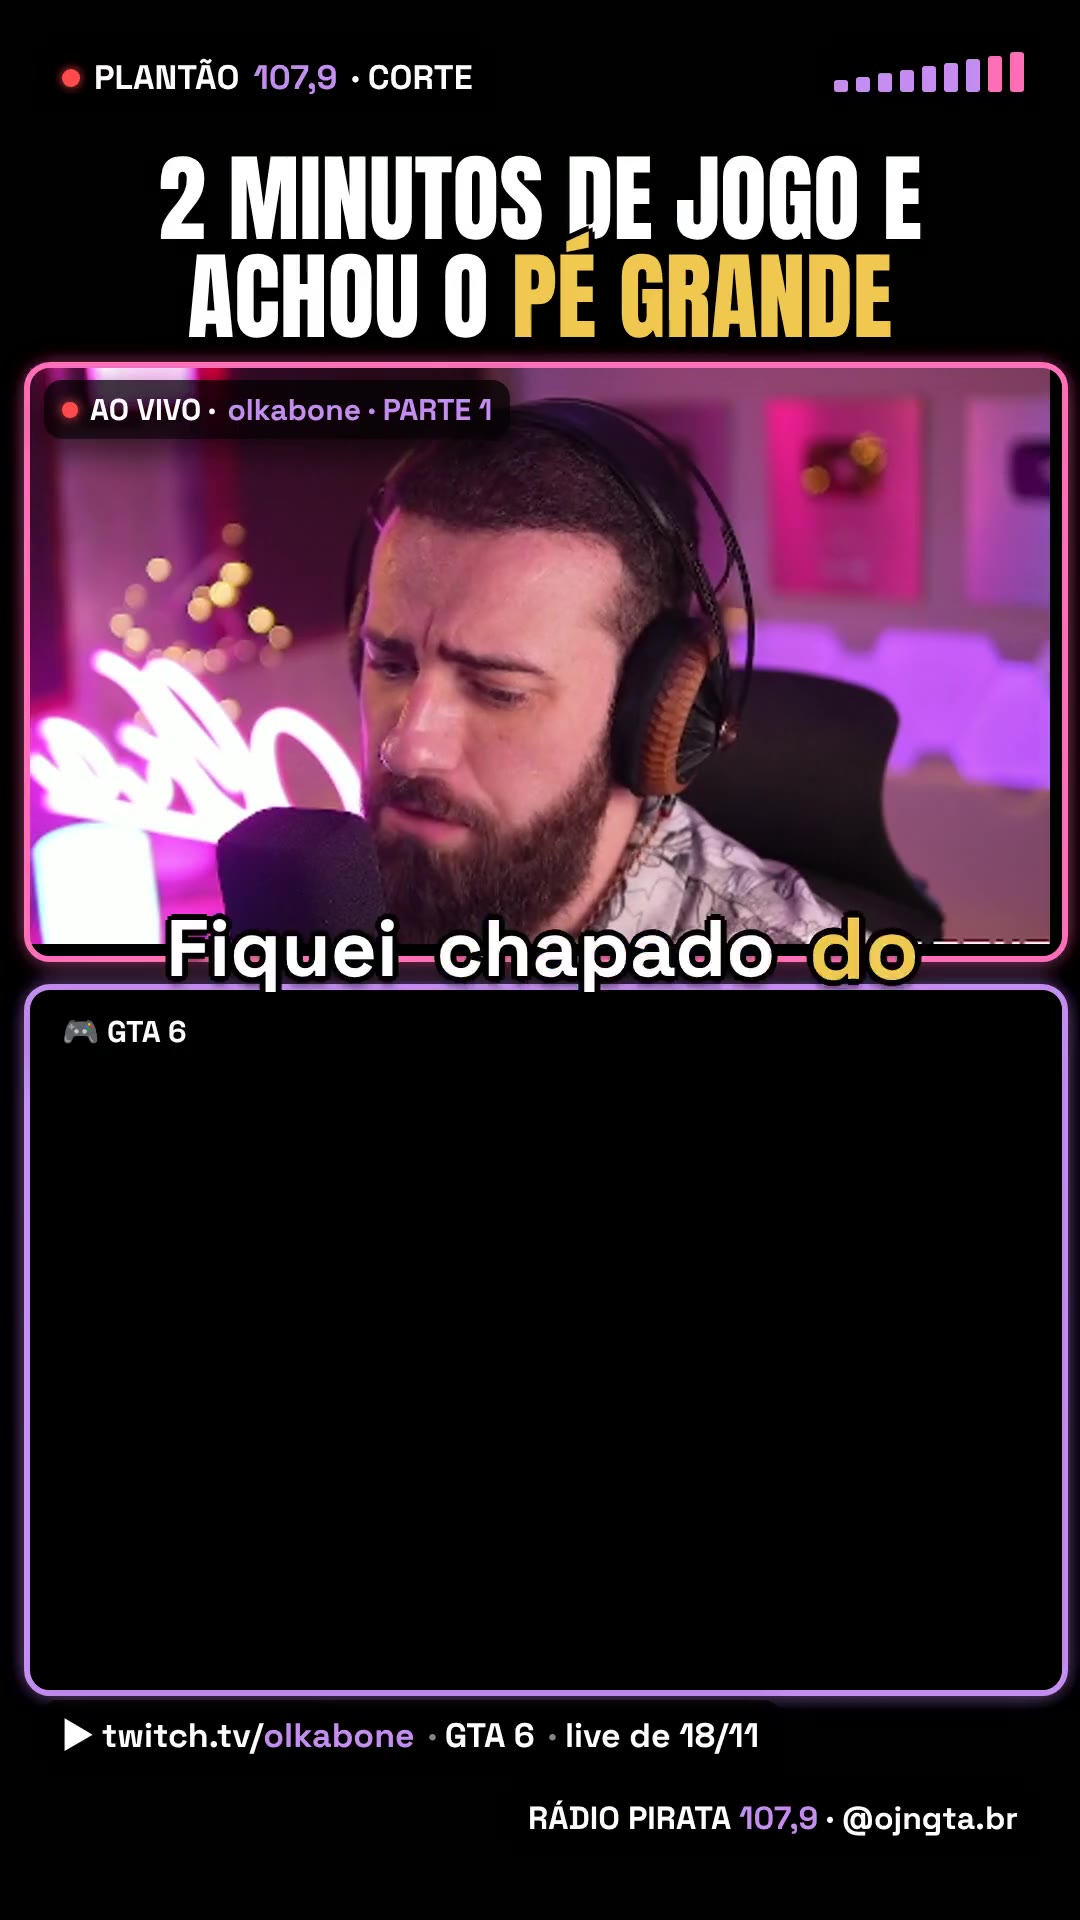 PLANTÃO 107,9 · CORTE
2 MINUTOS DE JOGO E
ACHOU O PÉ GRANDE
AO VIVO · olkabone · PARTE 1
Fiquei chapado do
🎮 GTA 6
▶ twitch.tv/olkabone · GTA 6 · live de 18/11
RÁDIO PIRATA 107,9 · @ojngta.br